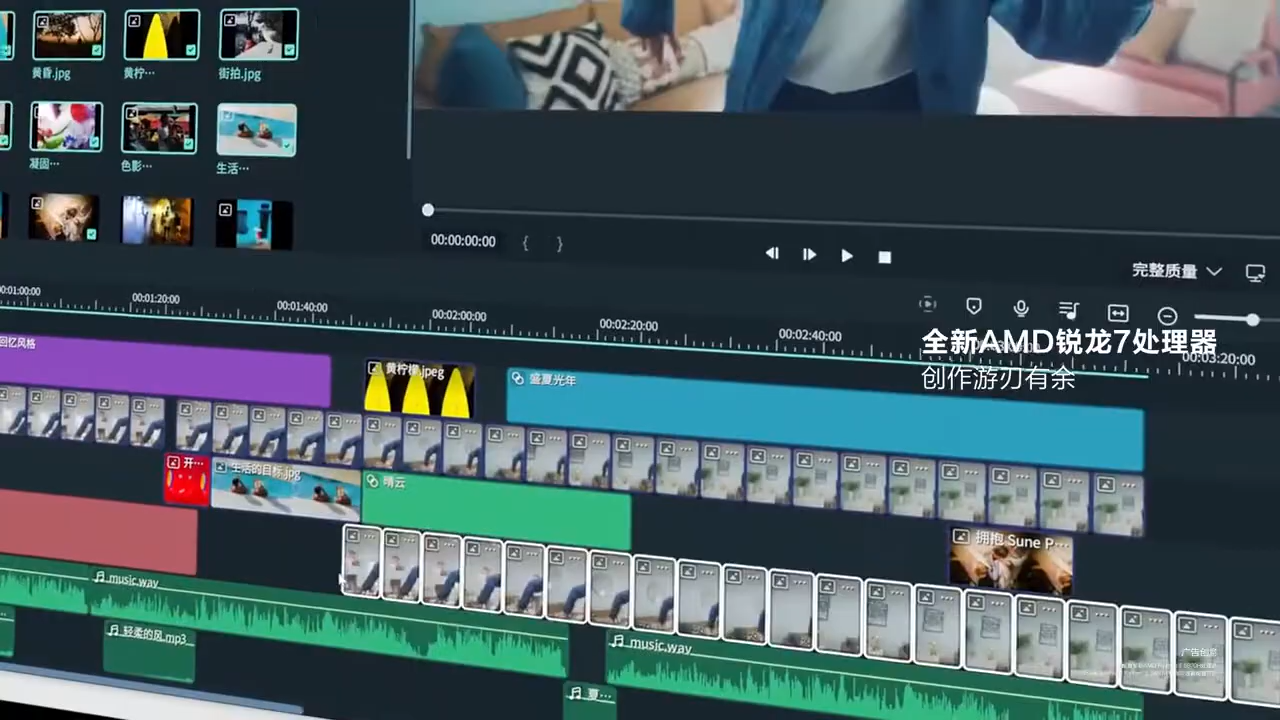 黄昏.jpg
黄柠…
街拍.jpg
凝固…
色影…
生活…
00:00:00:00
{ }
完整质量
01:00:00
00:01:20:00
00:01:40:00
00:02:00:00
00:02:20:00
00:02:40:00
00:03:20:00
全新AMD锐龙7处理器
创作游刃有余
回忆风格
黄柠檬.jpeg
盛夏光年
开…
生活的目标.jpg
晴云
拥抱 Sune P…
music.wav
轻柔的风.mp3
music.wav
夏…
广告创意